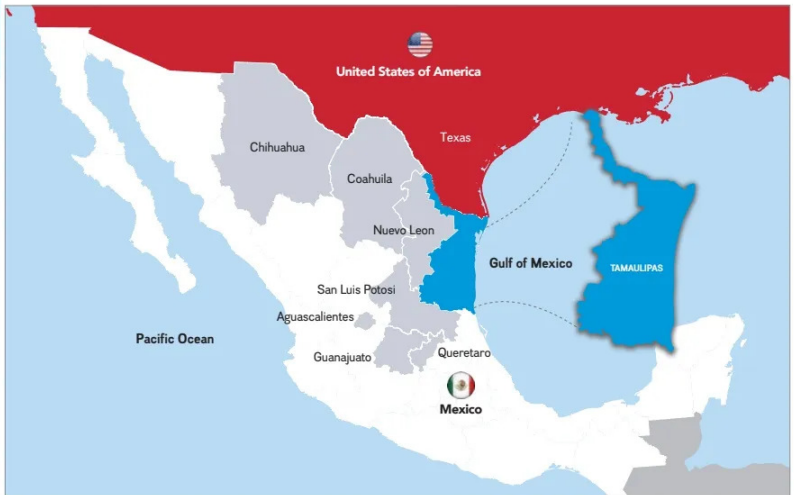 United States of America
Texas
Chihuahua
Coahuila
Nuevo Leon
Gulf of Mexico
TAMAULIPAS
San Luis Potosi
Aguascalientes
Pacific Ocean
Guanajuato
Queretaro
Mexico